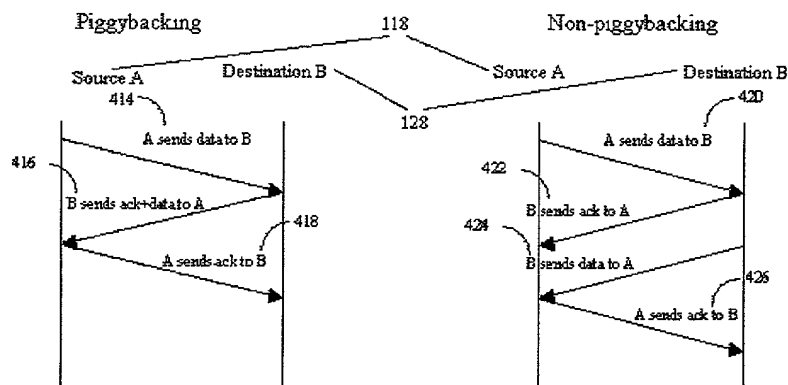 Piggybacking
118
Non-piggybacking
Source A
Destination B
Source A
Destination B
414
128
420
A sends data to B
A sends data to B
416
422
B sends ack+data to A
B sends ack to A
418
424
A sends ack to B
B sends data to A
426
A sends ack to B